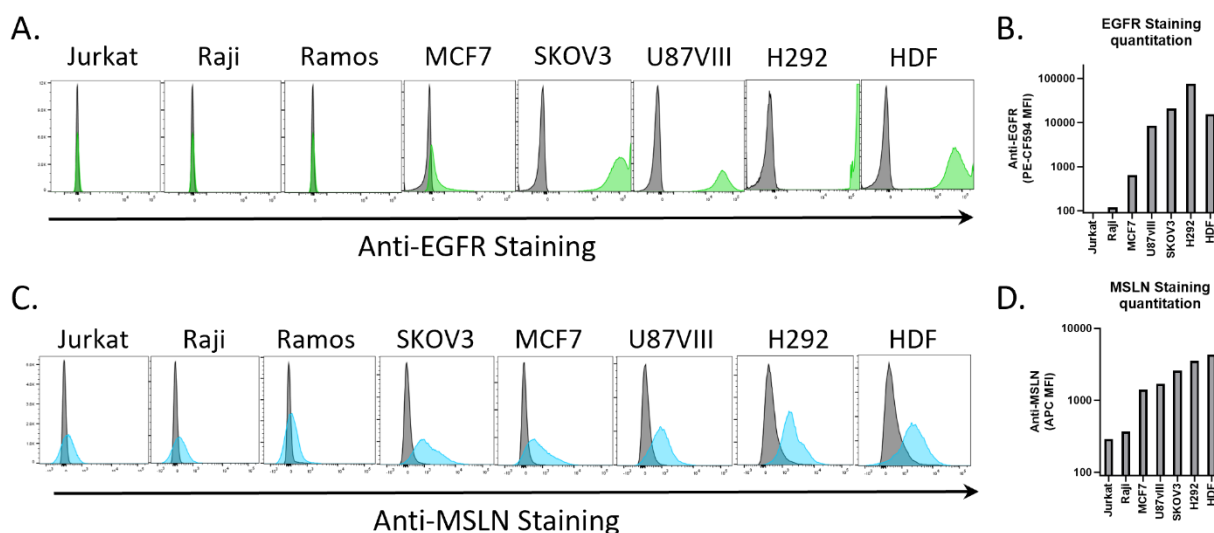 A.
Jurkat Raji Ramos MCF7 SKOV3 U87VIII H292 HDF
Anti-EGFR Staining
B.
EGFR Staining
quantitation
Anti-EGFR
(PE-CF594 MFI)
100000
10000
1000
100
Jurkat
Raji
MCF7
U87vIII
SKOV3
H292
HDF
C.
Jurkat Raji Ramos SKOV3 MCF7 U87VIII H292 HDF
Anti-MSLN Staining
D.
MSLN Staining
quantitation
Anti-MSLN
(APC MFI)
10000
1000
100
Jurkat
Raji
MCF7
U87vIII
SKOV3
H292
HDF